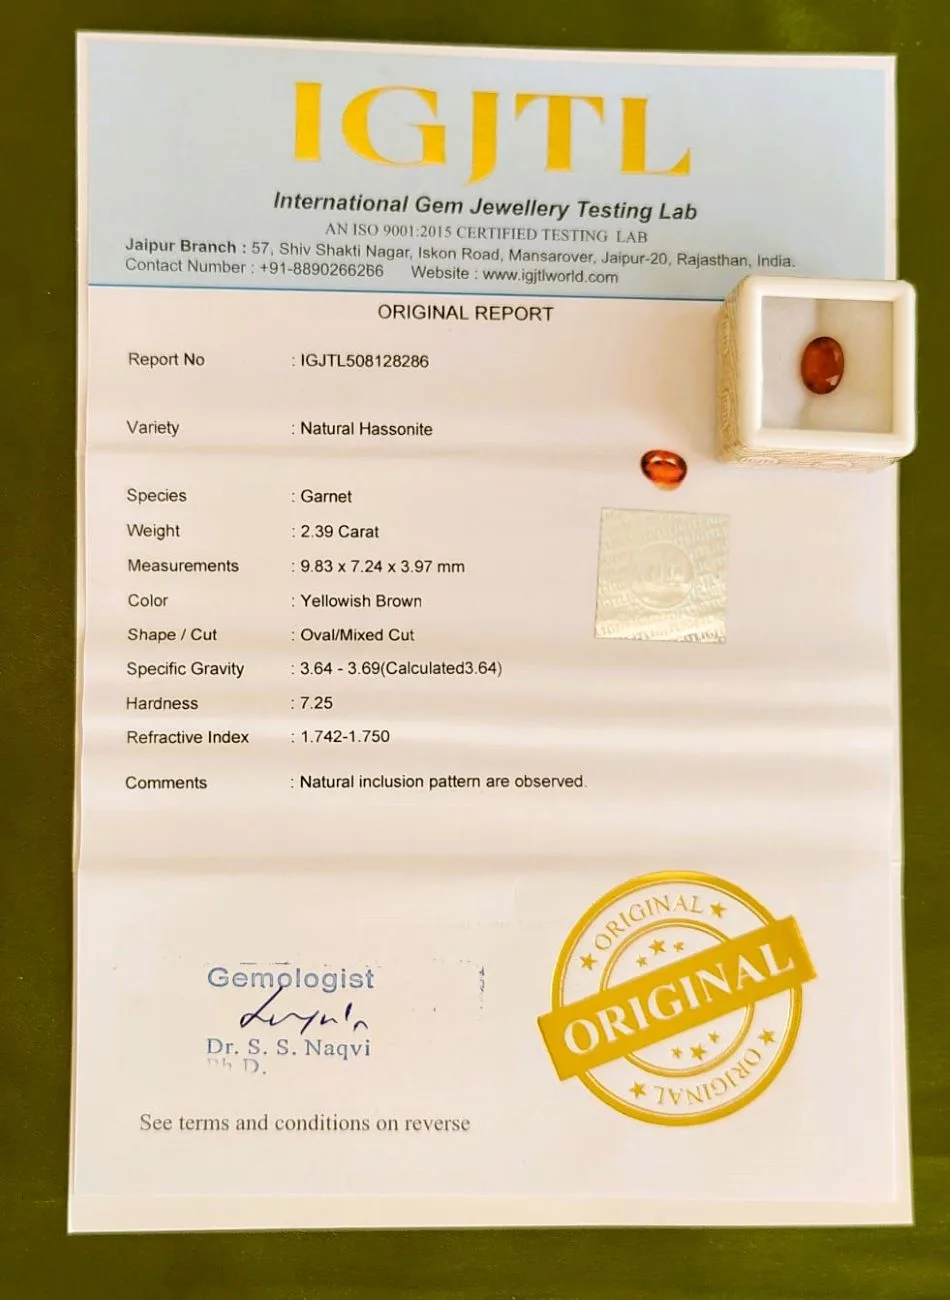 IGJTL
International Gem Jewellery Testing Lab
AN ISO 9001:2015 CERTIFIED TESTING LAB
Jaipur Branch : 57, Shiv Shakti Nagar, Iskon Road, Mansarover, Jaipur-20, Rajasthan, India.
Contact Number : +91-8890266266 Website : www.igjtlworld.com
ORIGINAL REPORT
Report No : IGJTL508128286
Variety : Natural Hassonite
Species : Garnet
Weight : 2.39 Carat
Measurements : 9.83 x 7.24 x 3.97 mm
Color : Yellowish Brown
Shape / Cut : Oval/Mixed Cut
Specific Gravity : 3.64 - 3.69(Calculated3.64)
Hardness : 7.25
Refractive Index : 1.742-1.750
Comments : Natural inclusion pattern are observed.
ORIGINAL
ORIGINAL
ORIGINAL
Gemologist
Dr. S. S. Naqvi
Ph D.
See terms and conditions on reverse